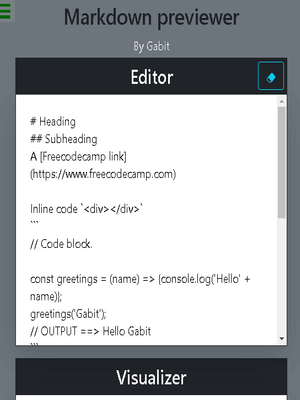 Markdown previewer
By Gabit
Editor
# Heading
## Subheading
A [Freecodecamp link]
(https://www.freecodecamp.com)
Inline code `<div></div>`
```
// Code block.
const greetings = (name) => {console.log('Hello' +
name)};
greetings('Gabit');
// OUTPUT ==> Hello Gabit
```
Visualizer